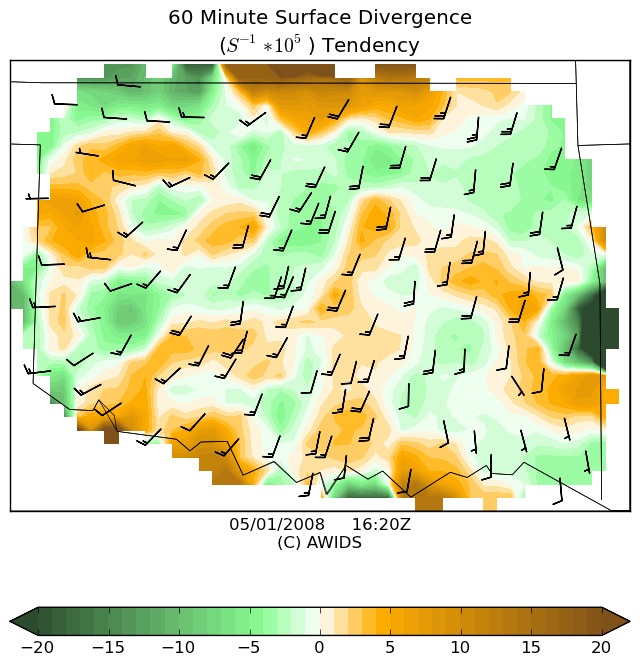 60 Minute Surface Divergence
($S^{-1} * 10^{5}$ ) Tendency
05/01/2008 16:20Z
(C) AWIDS
−20 −15 −10 −5 0 5 10 15 20